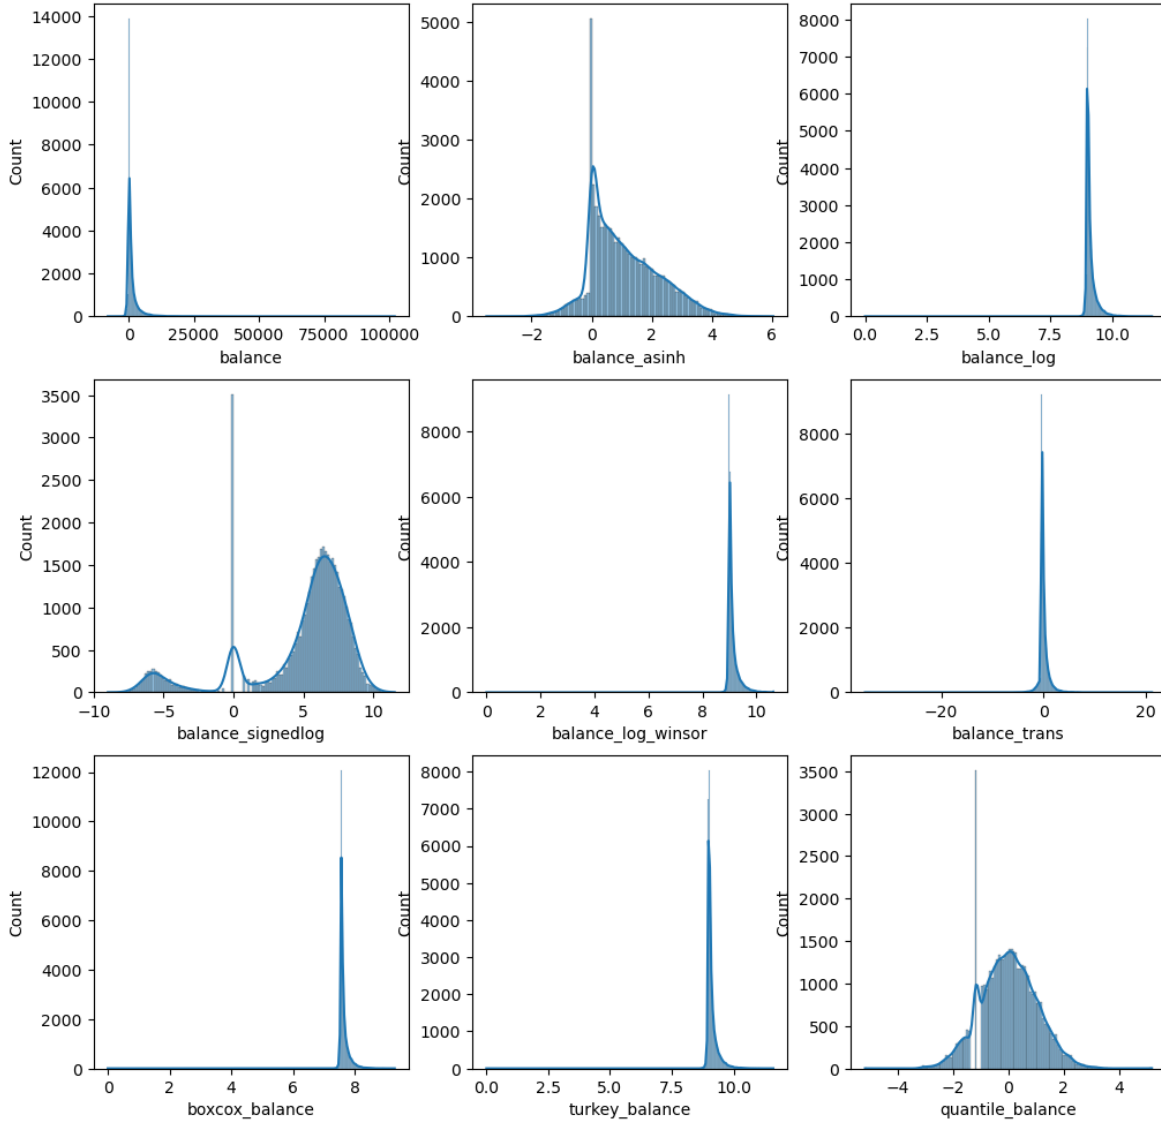 14000
12000
10000
8000
6000
4000
2000
0
Count
0 25000 50000 75000 100000
balance
5000
4000
3000
2000
1000
0
Count
−2 0 2 4 6
balance_asinh
8000
7000
6000
5000
4000
3000
2000
1000
0
Count
0.0 2.5 5.0 7.5 10.0
balance_log
3500
3000
2500
2000
1500
1000
500
0
Count
−10 −5 0 5 10
balance_signedlog
8000
6000
4000
2000
0
Count
0 2 4 6 8 10
balance_log_winsor
8000
6000
4000
2000
0
Count
−20 0 20
balance_trans
12000
10000
8000
6000
4000
2000
0
Count
0 2 4 6 8
boxcox_balance
8000
7000
6000
5000
4000
3000
2000
1000
0
Count
0.0 2.5 5.0 7.5 10.0
turkey_balance
3500
3000
2500
2000
1500
1000
500
0
Count
−4 −2 0 2 4
quantile_balance